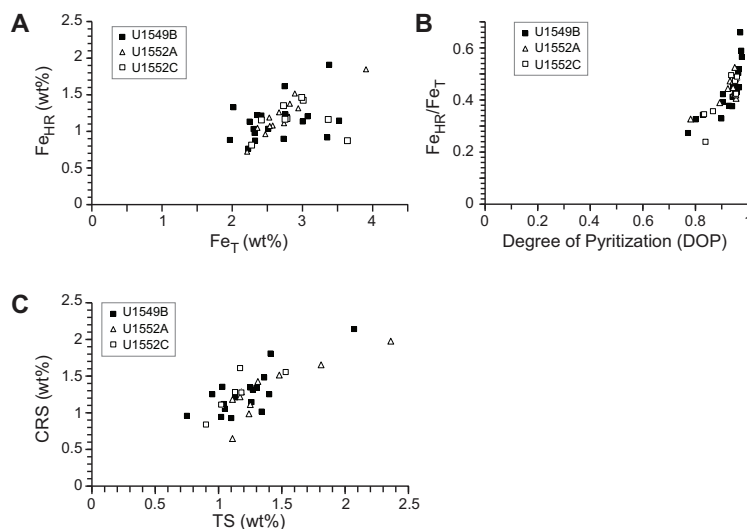 A
U1549B
U1552A
U1552C
Fe_HR (wt%)
2.5
2
1.5
1
0.5
0
0 1 2 3 4
Fe_T (wt%)
B
U1549B
U1552A
U1552C
Fe_HR/Fe_T
0.6
0.4
0.2
0
0 0.2 0.4 0.6 0.8 1
Degree of Pyritization (DOP)
C
U1549B
U1552A
U1552C
CRS (wt%)
2.5
2
1.5
1
0.5
0
0 0.5 1 1.5 2 2.5
TS (wt%)